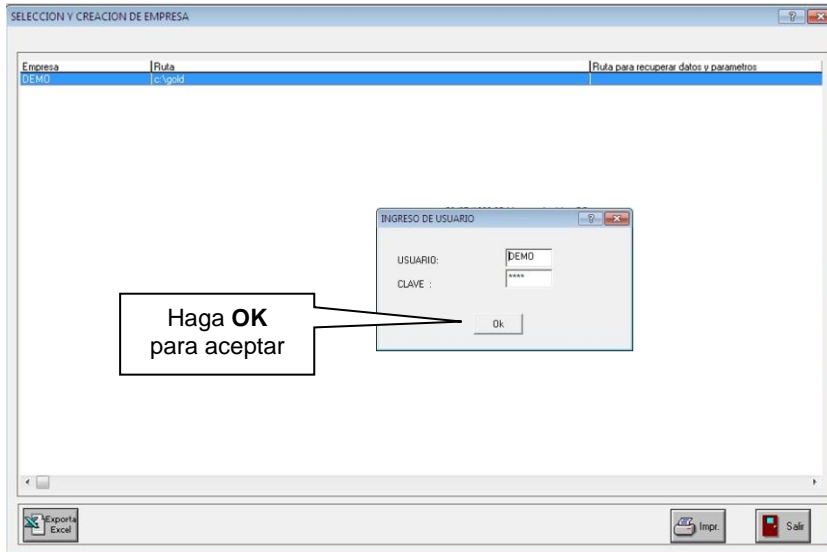 SELECCION Y CREACION DE EMPRESA
Empresa Ruta Ruta para recuperar datos y parametros
DEMO c:\gold
INGRESO DE USUARIO
USUARIO: DEMO
CLAVE : ****
Ok
Haga OK
para aceptar
Exporta
Excel
Impr.
Salir